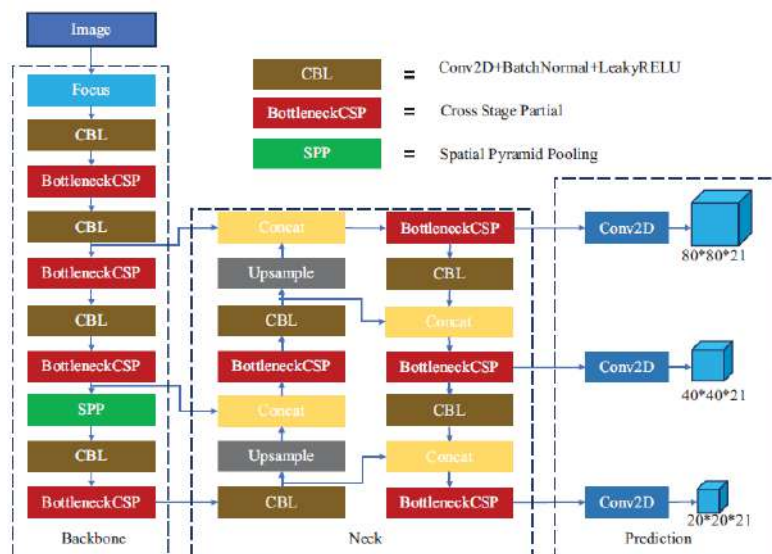 Image
Focus
CBL
BottleneckCSP
CBL
BottleneckCSP
CBL
BottleneckCSP
SPP
CBL
BottleneckCSP
Backbone
CBL = Conv2D+BatchNormal+LeakyRELU
BottleneckCSP = Cross Stage Partial
SPP = Spatial Pyramid Pooling
Concat
Upsample
CBL
BottleneckCSP
Concat
Upsample
CBL
BottleneckCSP
CBL
Concat
BottleneckCSP
CBL
Concat
BottleneckCSP
Neck
Conv2D
80*80*21
Conv2D
40*40*21
Conv2D
20*20*21
Prediction